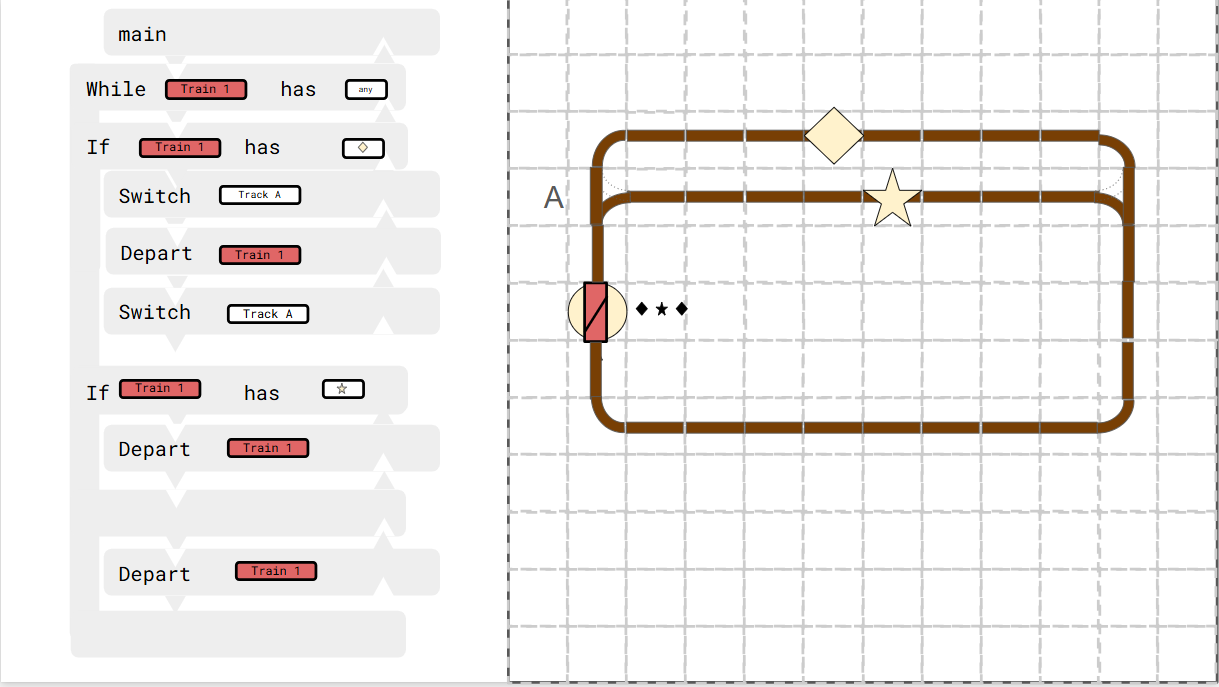 main
While Train 1 has any
If Train 1 has
Switch Track A
Depart Train 1
Switch Track A
If Train 1 has
Depart Train 1
Depart Train 1
A